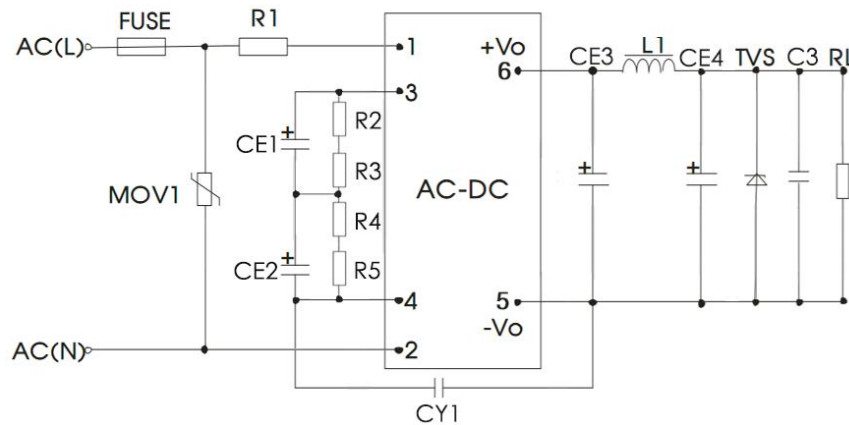 FUSE
R1
AC(L)
1
+Vo
CE3
L1
CE4
TVS
C3
RL
6
3
R2
CE1
R3
MOV1
AC-DC
R4
CE2
R5
4
5
-Vo
AC(N)
2
CY1